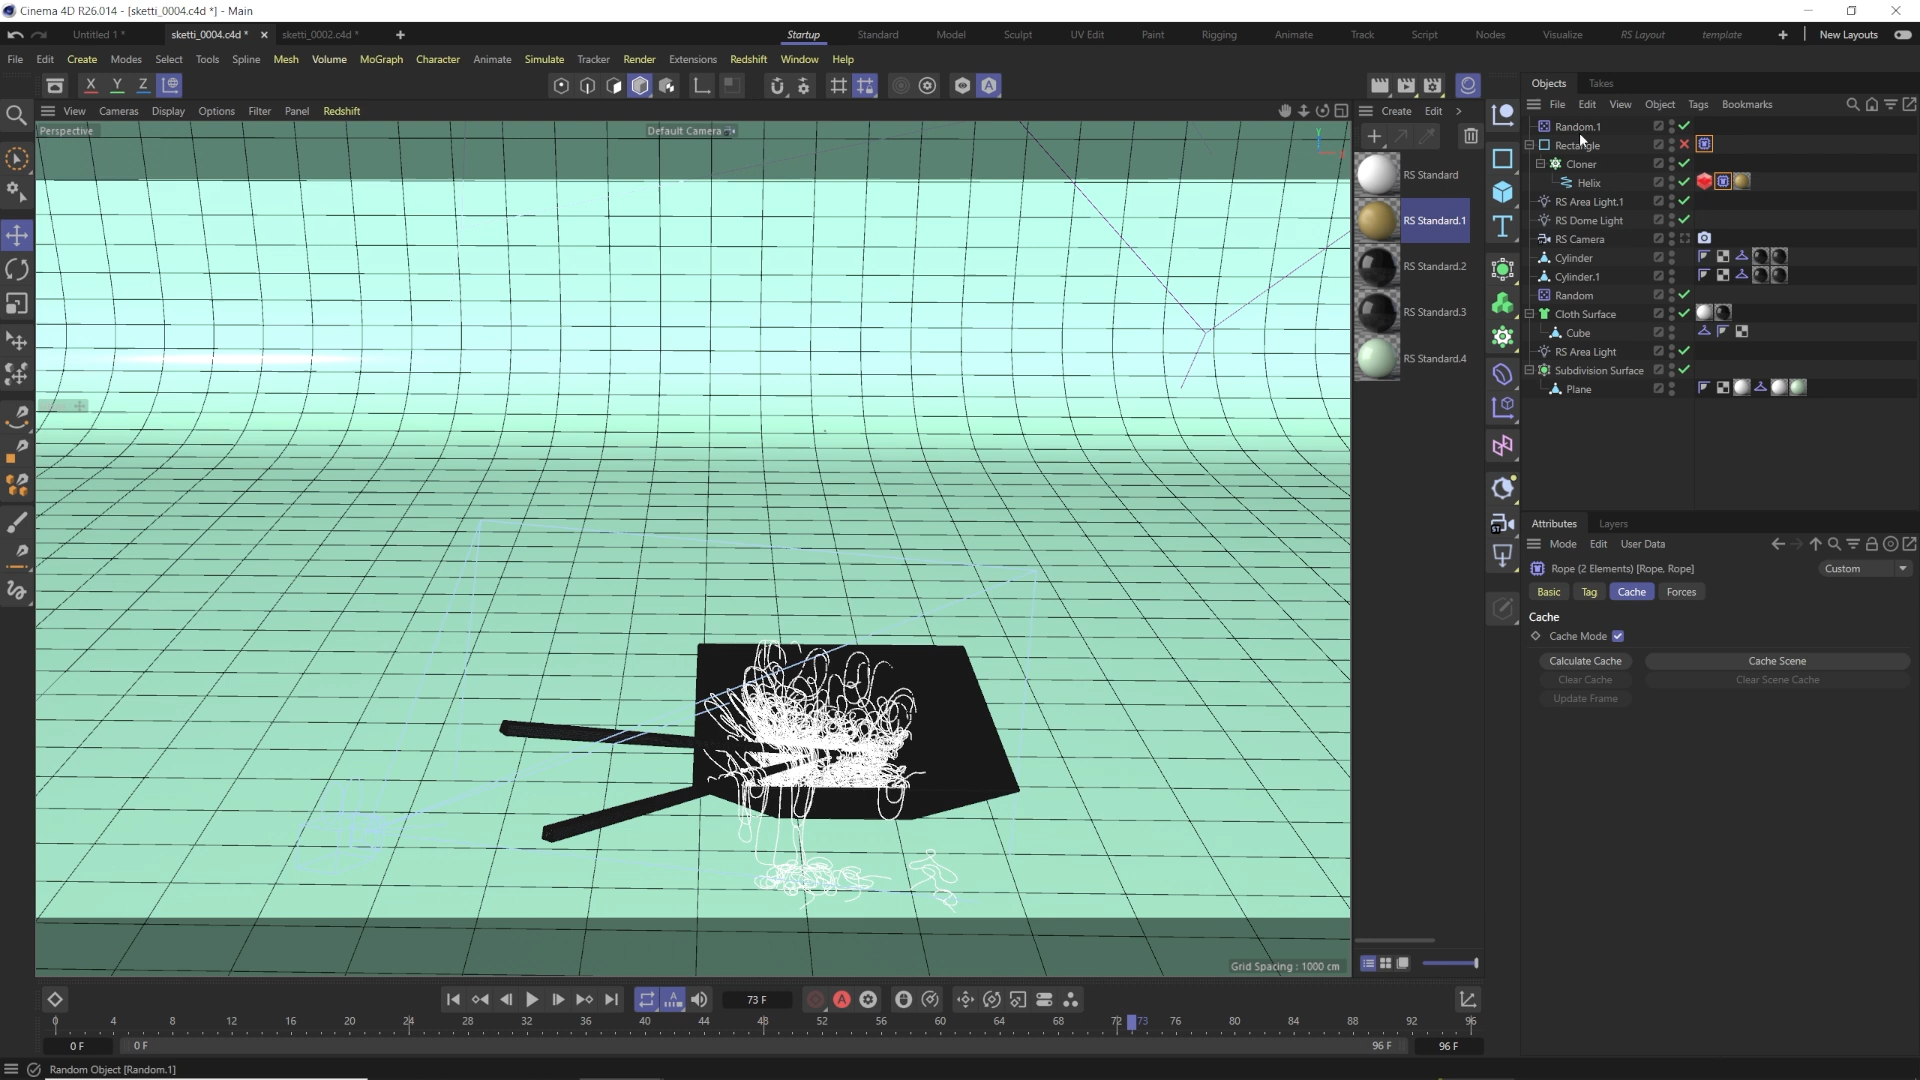 Cinema 4D R26.014 - [sketti_0004.c4d *] - Main
Untitled 1 * sketti_0004.c4d * sketti_0002.c4d *
Startup Standard Model Sculpt UV Edit Paint Rigging Animate Track Script Nodes Visualize RS Layout template New Layouts
File Edit Create Modes Select Tools Spline Mesh Volume MoGraph Character Animate Simulate Tracker Render Extensions Redshift Window Help
X Y Z
View Cameras Display Options Filter Panel Redshift
Perspective
Default Camera
Y
Grid Spacing : 1000 cm
Create Edit
RS Standard
RS Standard.1
RS Standard.2
RS Standard.3
RS Standard.4
Objects Takes
File Edit View Object Tags Bookmarks
Random.1
Rectangle
Cloner
Helix
RS Area Light.1
RS Dome Light
RS Camera
Cylinder
Cylinder.1
Random
Cloth Surface
Cube
RS Area Light
Subdivision Surface
Plane
Attributes Layers
Mode Edit User Data
Rope (2 Elements) [Rope, Rope] Custom
Basic Tag Cache Forces
Cache
Cache Mode
Calculate Cache Cache Scene
Clear Cache Clear Scene Cache
Update Frame
73 F
0 4 8 12 16 20 24 28 32 36 40 44 48 52 56 60 64 68 72 73 76 80 84 88 92 96
0 F 0 F 96 F 96 F
Random Object [Random.1]